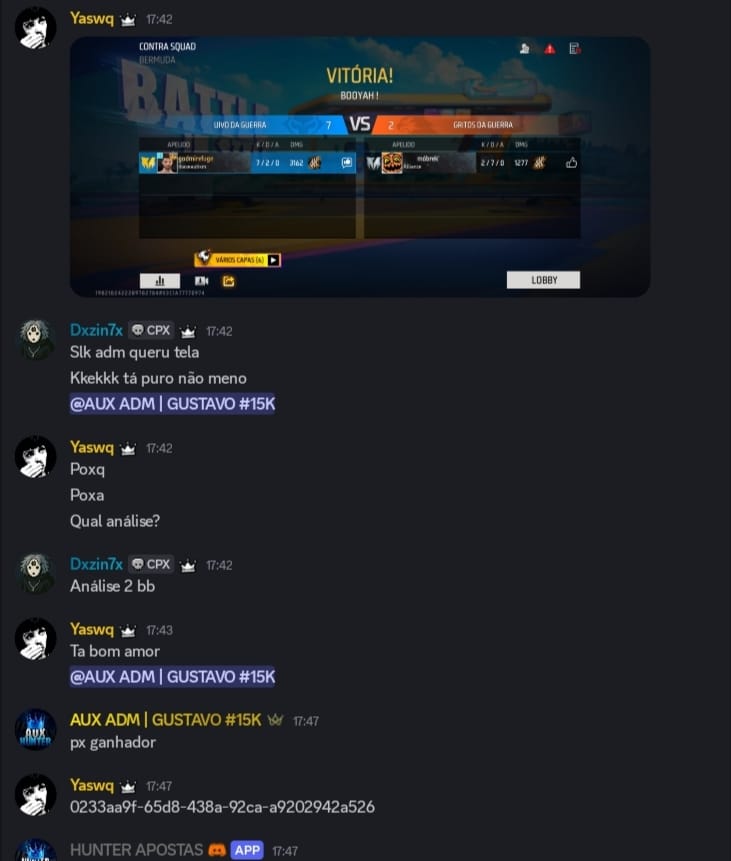 Yaswq 17:42
CONTRA SQUAD
BERMUDA
BATTL
VITÓRIA!
BOOYAH!
UIVO DA GUERRA 7 VS 2 GRITOS DA GUERRA
APELIDO K/D/A DMG APELIDO K/D/A DMG
7/2/0 3162 2/7/0 1277
VÁRIOS CAPAS (4)
LOBBY
Dxzin7x CPX 17:42
Slk adm queru tela
Kkekkk tá puro não meno
@AUX ADM | GUSTAVO #15K
Yaswq 17:42
Poxq
Poxa
Qual análise?
Dxzin7x CPX 17:42
Análise 2 bb
Yaswq 17:43
Ta bom amor
@AUX ADM | GUSTAVO #15K
AUX HUNTER
AUX ADM | GUSTAVO #15K 17:47
px ganhador
Yaswq 17:47
0233aa9f-65d8-438a-92ca-a9202942a526
HUNTER APOSTAS APP 17:47